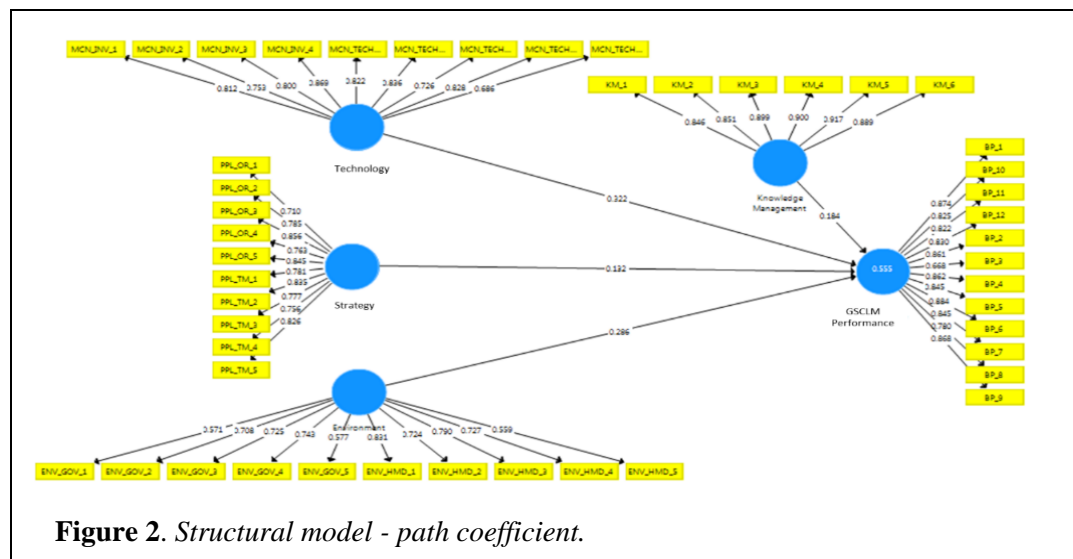 MCN_INV_1 MCN_INV_2 MCN_INV_3 MCN_INV_4 MCN_TECH... MCN_TECH... MCN_TECH... MCN_TECH... MCN_TECH...
0.812 0.753 0.800 0.869 0.822 0.836 0.726 0.828 0.686
Technology
KM_1 KM_2 KM_3 KM_4 KM_5 KM_6
0.846 0.851 0.899 0.900 0.917 0.889
Knowledge
Management
PPL_OR_1
PPL_OR_2
PPL_OR_3
PPL_OR_4
PPL_OR_5
PPL_TM_1
PPL_TM_2
PPL_TM_3
PPL_TM_4
PPL_TM_5
0.710
0.785
0.856
0.763
0.845
0.781
0.835
0.777
0.756
0.826
Strategy
0.322
0.184
0.132
0.286
0.555
GSCLM
Performance
0.874
0.825
0.822
0.830
0.861
0.668
0.862
0.845
0.884
0.845
0.780
0.868
BP_1
BP_10
BP_11
BP_12
BP_2
BP_3
BP_4
BP_5
BP_6
BP_7
BP_8
BP_9
Environment
0.571 0.708 0.725 0.743 0.577 0.831 0.724 0.790 0.727 0.559
ENV_GOV_1 ENV_GOV_2 ENV_GOV_3 ENV_GOV_4 ENV_GOV_5 ENV_HMD_1 ENV_HMD_2 ENV_HMD_3 ENV_HMD_4 ENV_HMD_5
Figure 2. Structural model - path coefficient.